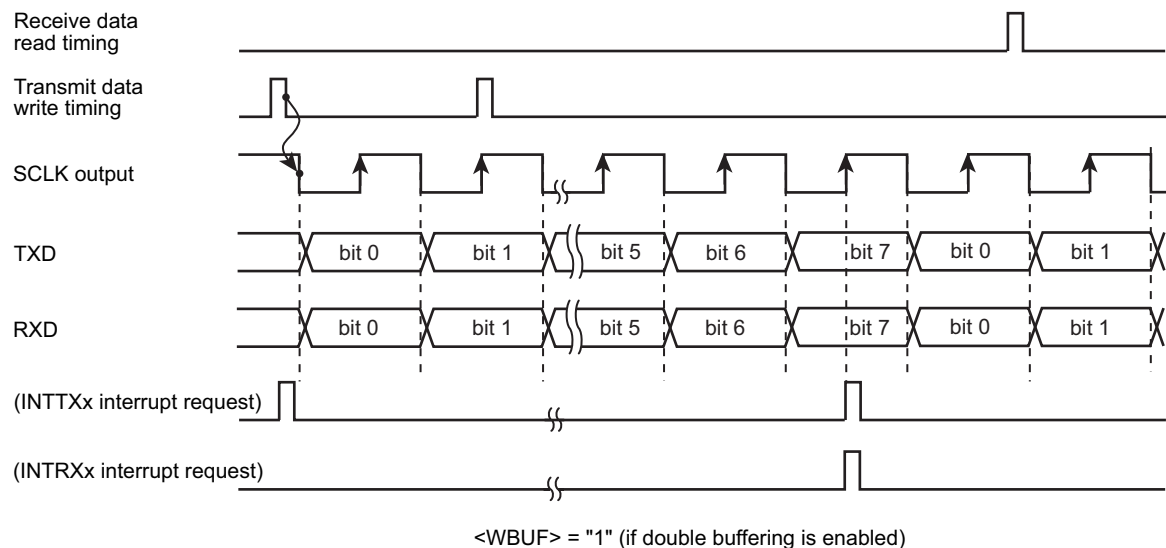 Receive data
read timing
Transmit data
write timing
SCLK output
TXD
bit 0
bit 1
bit 5
bit 6
bit 7
bit 0
bit 1
RXD
bit 0
bit 1
bit 5
bit 6
bit 7
bit 0
bit 1
(INTTXx interrupt request)
(INTRXx interrupt request)
<WBUF> = "1" (if double buffering is enabled)